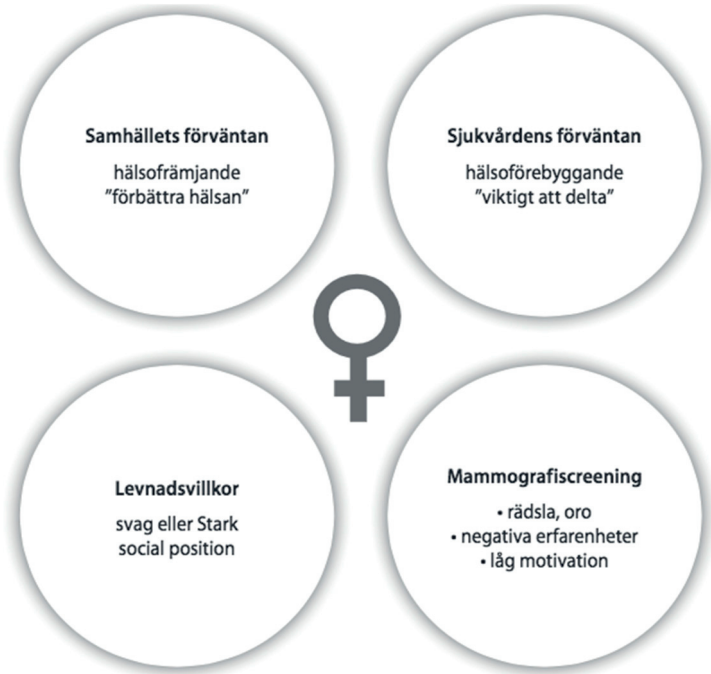 Samhällets förväntan
hälsofrämjande
”förbättra hälsan”
Sjukvårdens förväntan
hälsoförebyggande
”viktigt att delta”
Levnadsvillkor
svag eller Stark
social position
Mammografiscreening
• rädsla, oro
• negativa erfarenheter
• låg motivation